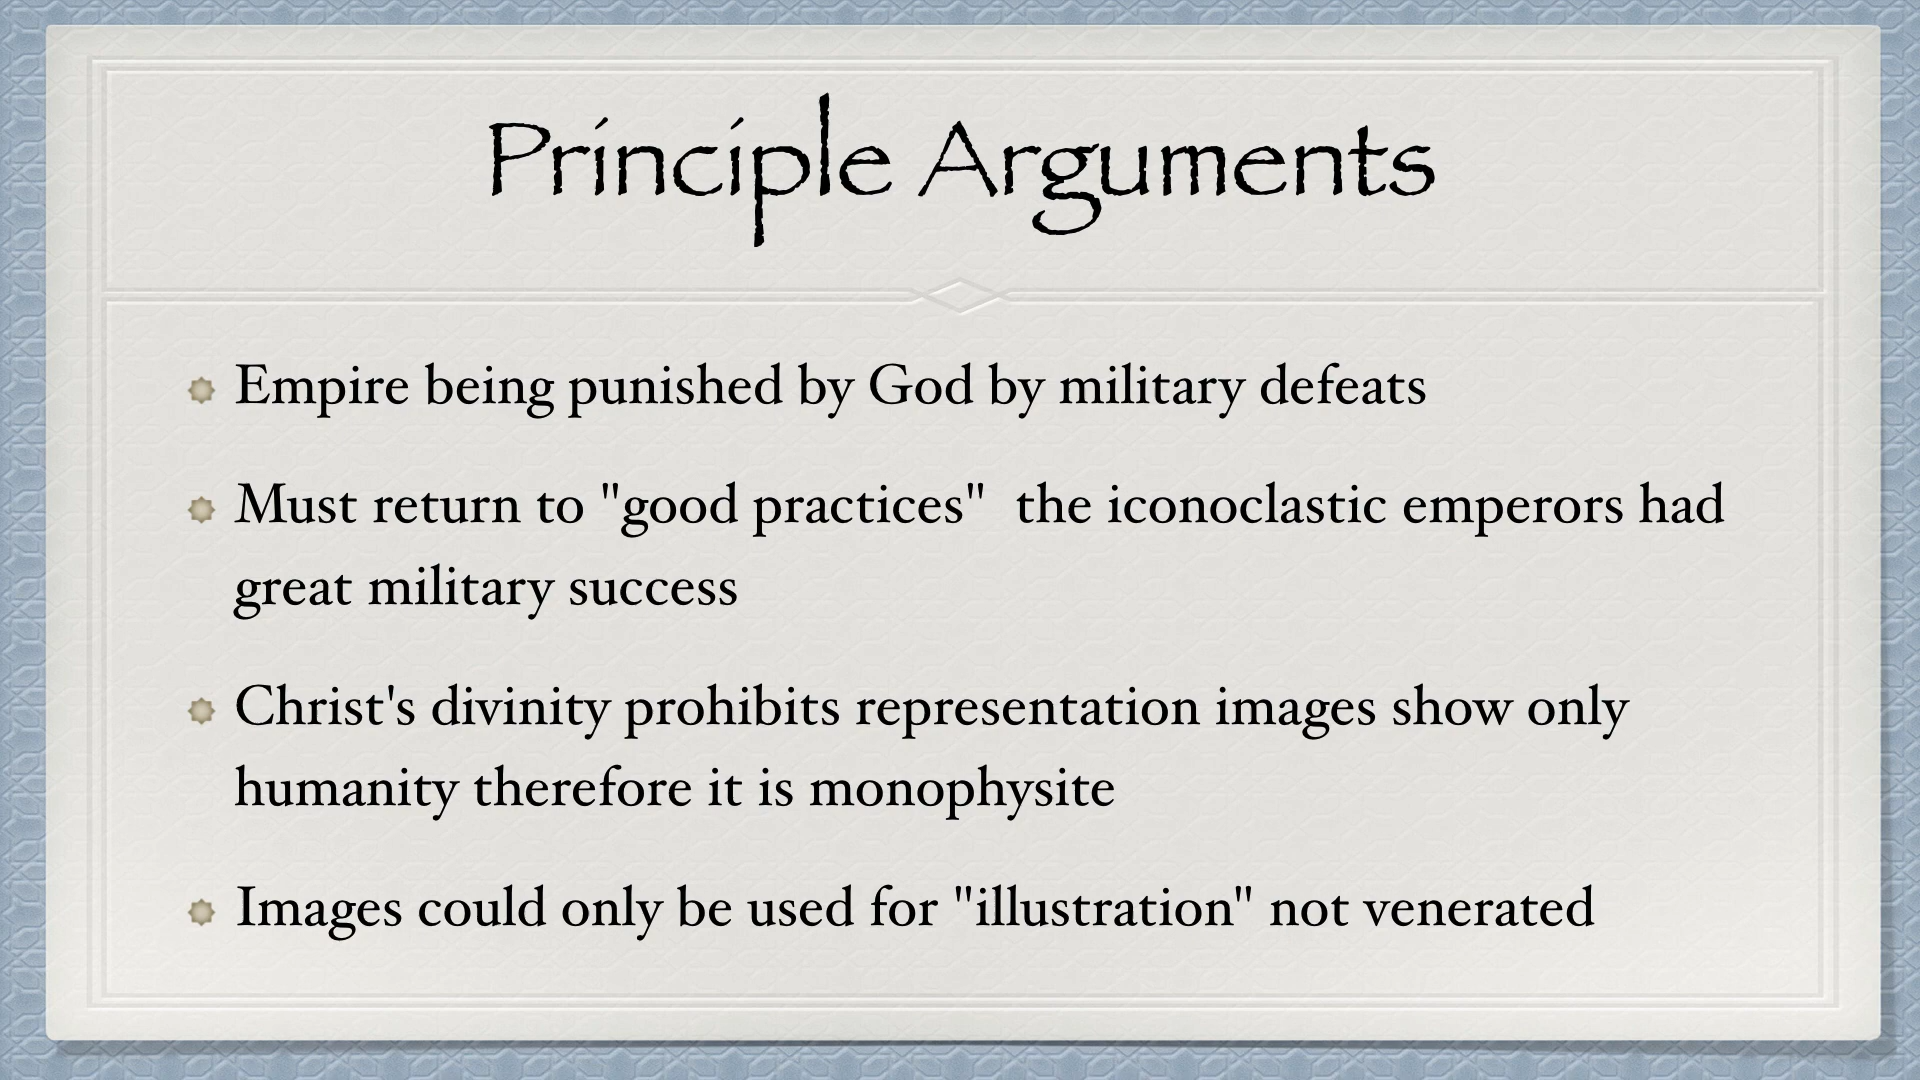 Principle Arguments
Empire being punished by God by military defeats
Must return to "good practices"  the iconoclastic emperors had
great military success
Christ's divinity prohibits representation images show only
humanity therefore it is monophysite
Images could only be used for "illustration" not venerated